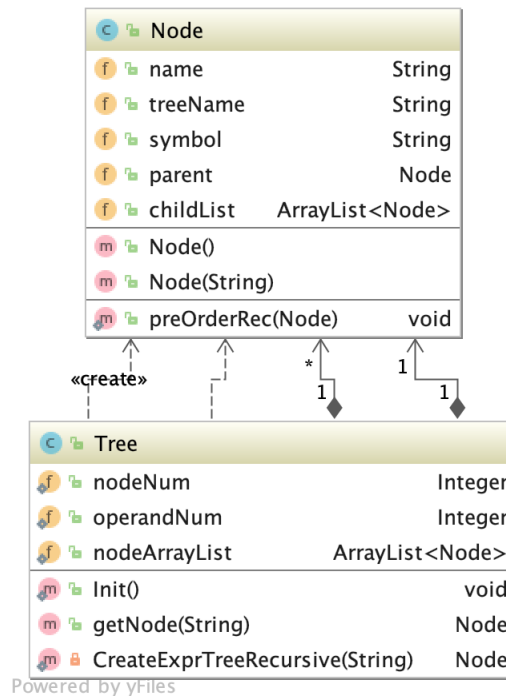 C Node
f name String
f treeName String
f symbol String
f parent Node
f childList ArrayList<Node>
m Node()
m Node(String)
m preOrderRec(Node) void
«create»
* 1
1 1
C Tree
f nodeNum Integer
f operandNum Integer
f nodeArrayList ArrayList<Node>
m Init() void
m getNode(String) Node
m CreateExprTreeRecursive(String) Node
Powered by yFiles